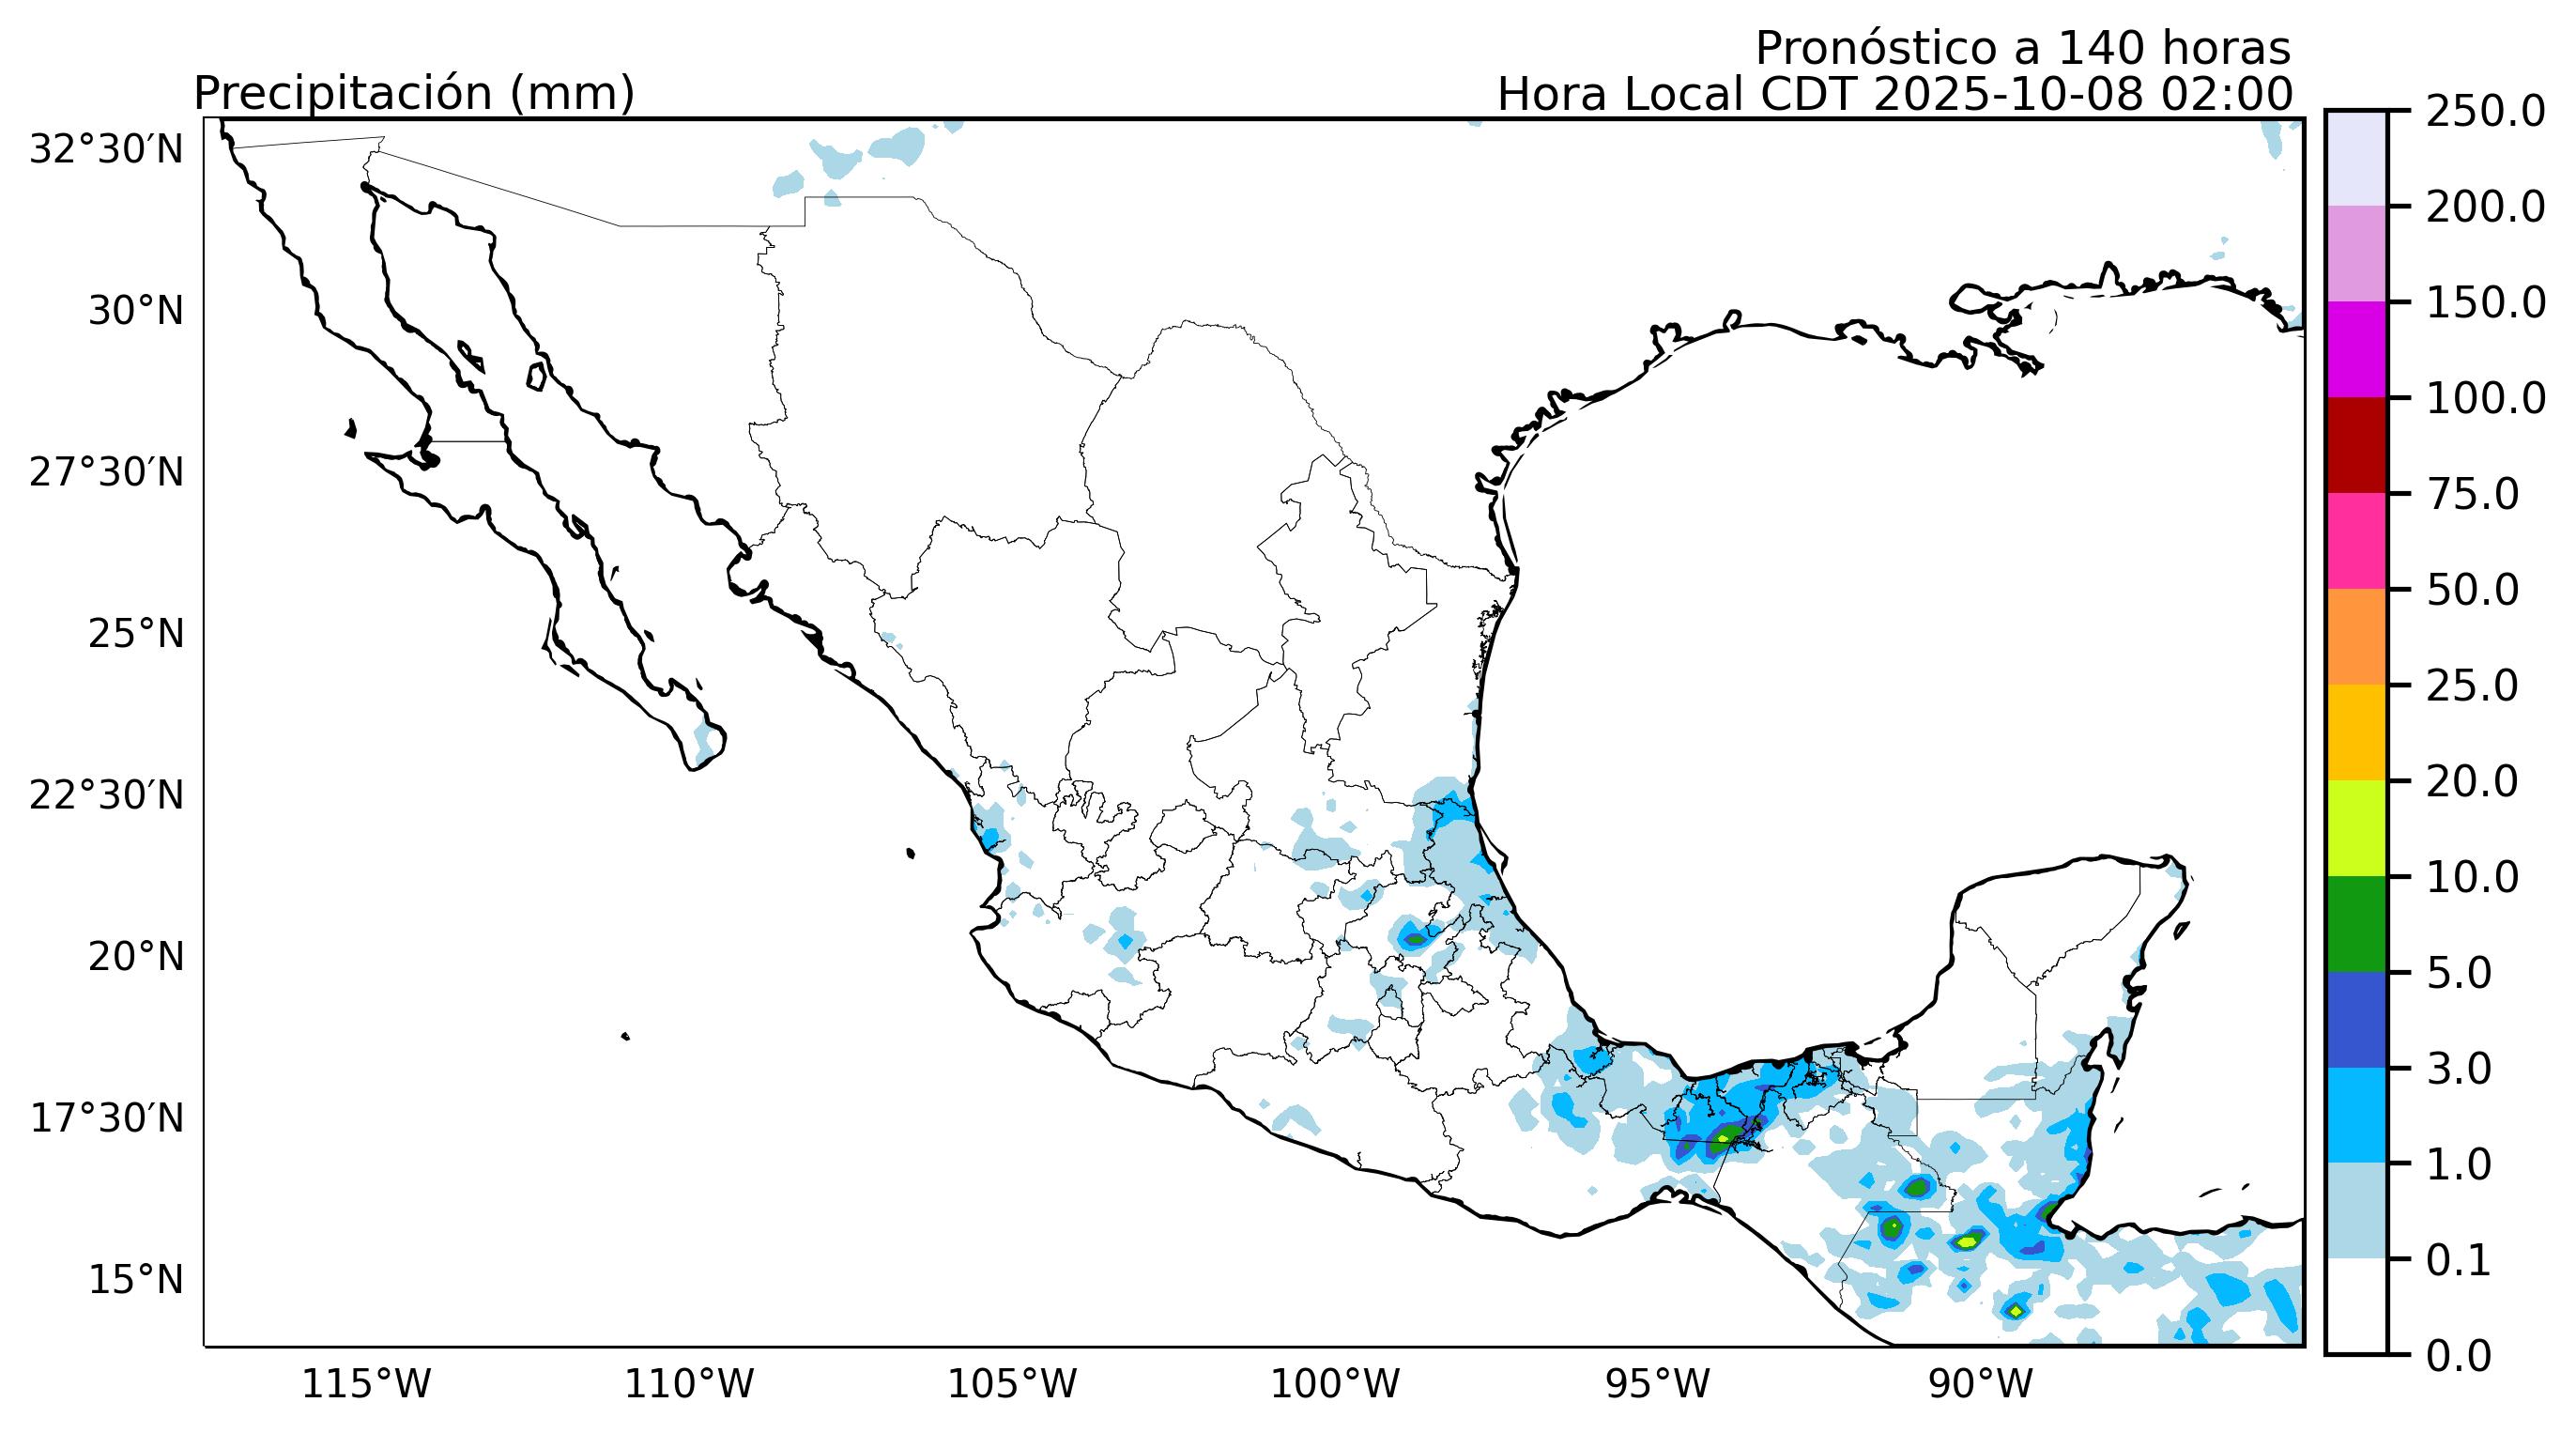 Pronóstico a 140 horas
Precipitación (mm)
Hora Local CDT 2025-10-08 02:00
32°30′N
30°N
27°30′N
25°N
22°30′N
20°N
17°30′N
15°N
115°W
110°W
105°W
100°W
95°W
90°W
250.0
200.0
150.0
100.0
75.0
50.0
25.0
20.0
10.0
5.0
3.0
1.0
0.1
0.0